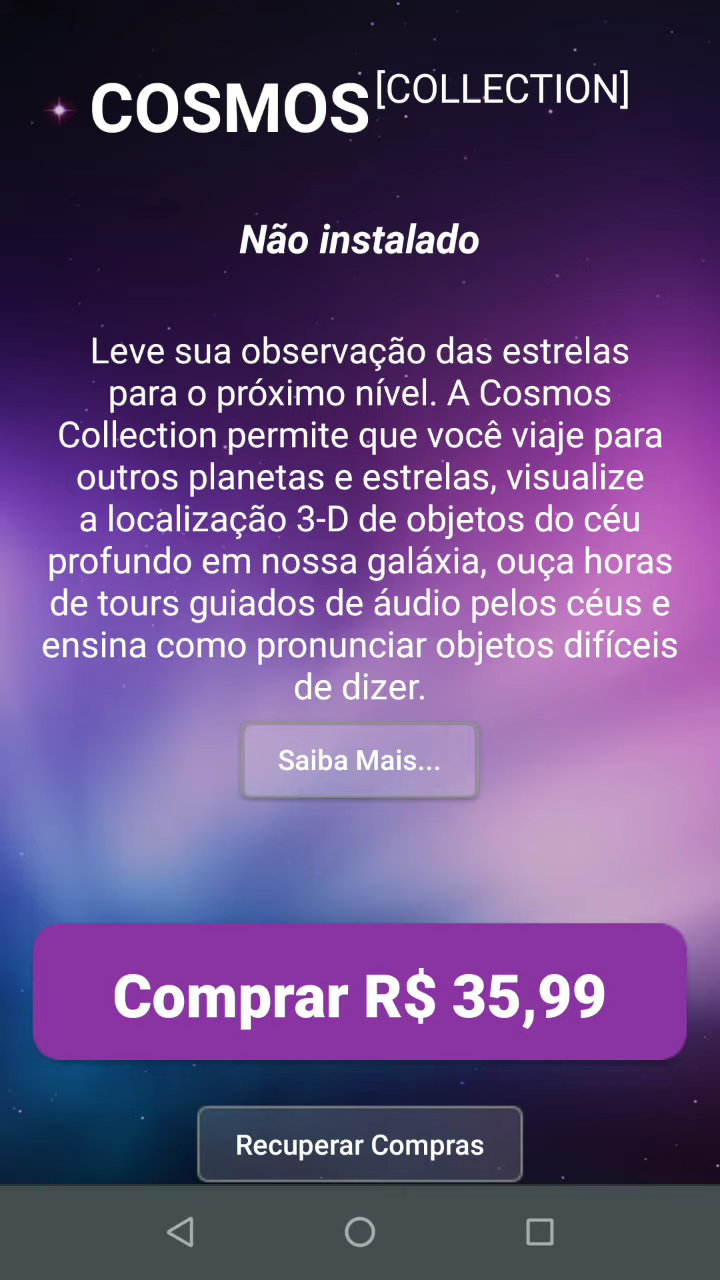 COSMOS[COLLECTION]
Não instalado
Leve sua observação das estrelas
para o próximo nível. A Cosmos
Collection permite que você viaje para
outros planetas e estrelas, visualize
a localização 3-D de objetos do céu
profundo em nossa galáxia, ouça horas
de tours guiados de áudio pelos céus e
ensina como pronunciar objetos difíceis
de dizer.
Saiba Mais...
Comprar R$ 35,99
Recuperar Compras